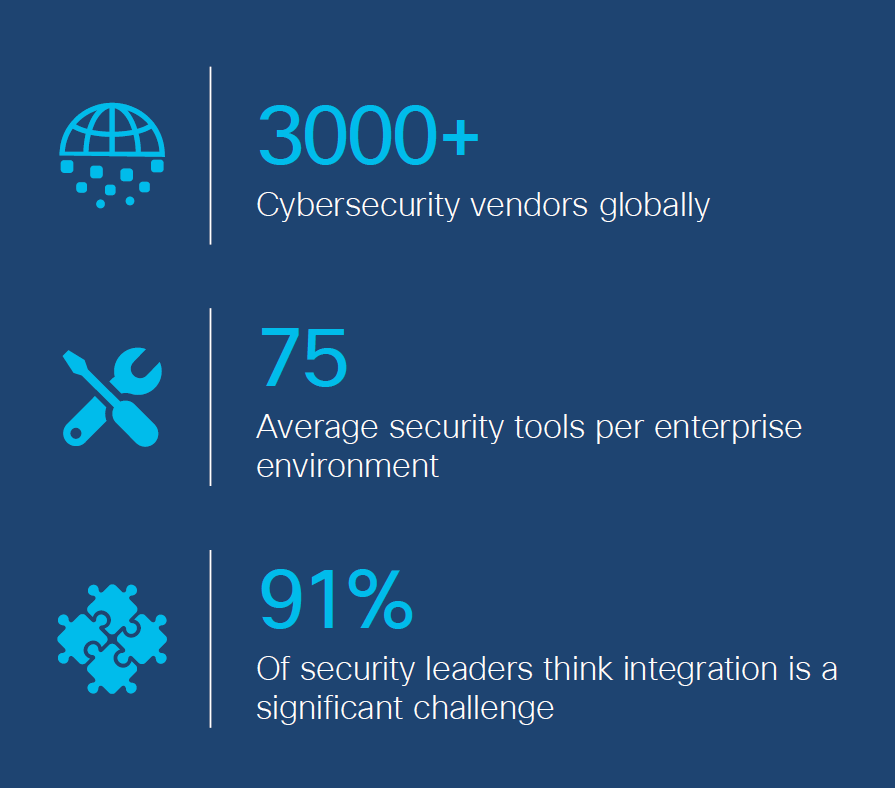 3000+
Cybersecurity vendors globally
75
Average security tools per enterprise
environment
91%
Of security leaders think integration is a
significant challenge